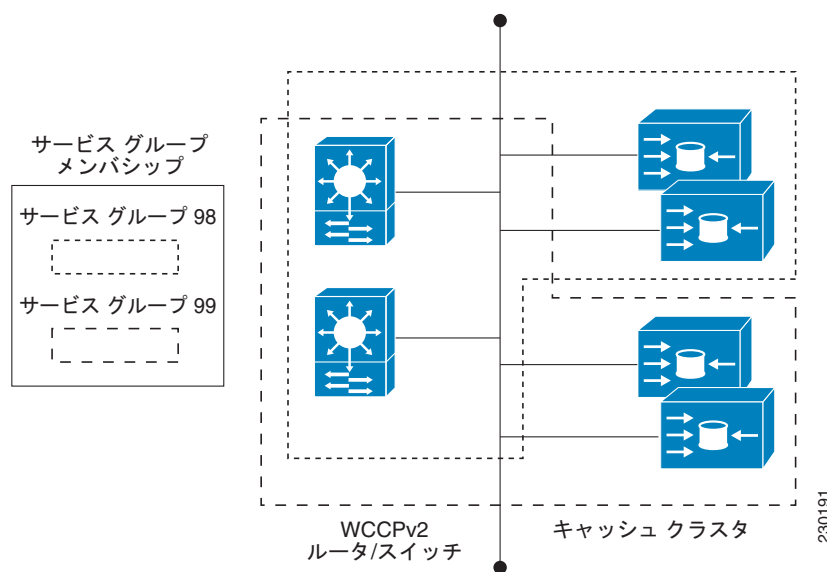 サービス グループ
メンバシップ
サービス グループ 98
サービス グループ 99
WCCPv2
ルータ/スイッチ
キャッシュ クラスタ
230191